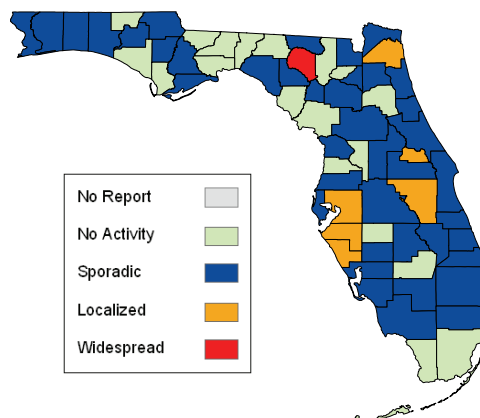 No Report
No Activity
Sporadic
Localized
Widespread